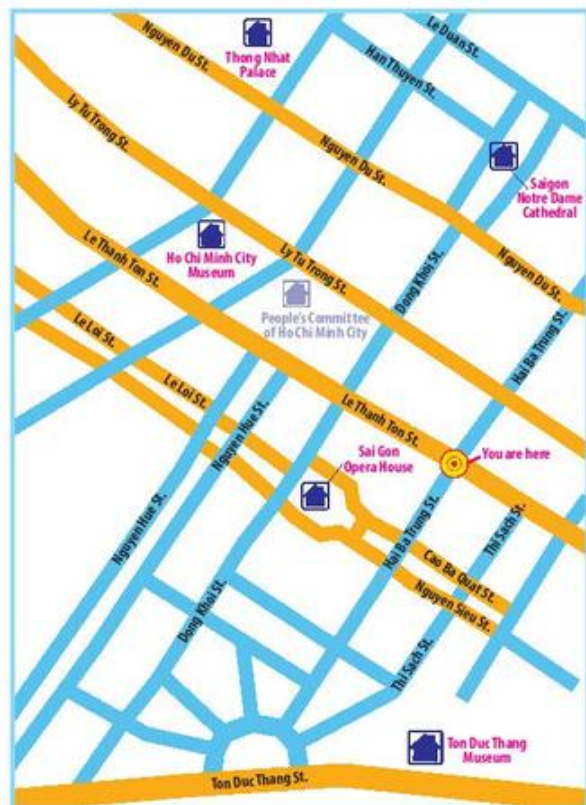 Nguyen Du St.
Thong Nhat
Palace
Le Duan St.
Han Thuyen St.
Ly Tu Trong St.
Nguyen Du St.
Saigon
Notre Dame
Cathedral
Le Thanh Ton St.
Ho Chi Minh City
Museum
Ly Tu Trong St.
Dong Khoi St.
Nguyen Du St.
People's Committee
of Ho Chi Minh City
Hai Ba Trung St.
Le Loi St.
Le Loi St.
Nguyen Hue St.
Le Thanh Ton St.
Sai Gon
Opera House
You are here
Nguyen Hue St.
Hai Ba Trung St.
Thi Sach St.
Cao Ba Quat St.
Nguyen Sieu St.
Dong Khoi St.
Thi Sach St.
Ton Duc Thang
Museum
Ton Duc Thang St.